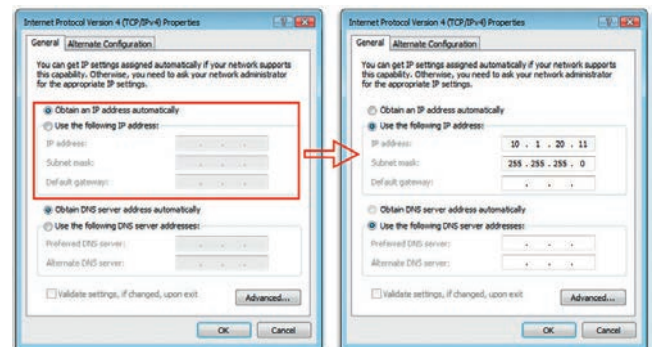 Internet Protocol Version 4 (TCP/IPv4) Properties
General
Alternate Configuration
You can get IP settings assigned automatically if your network supports
this capability. Otherwise, you need to ask your network administrator
for the appropriate IP settings.
Obtain an IP address automatically
Use the following IP address:
IP address:
Subnet mask:
Default gateway:
Obtain DNS server address automatically
Use the following DNS server addresses:
Preferred DNS server:
Alternate DNS server:
Validate settings, if changed, upon exit
Advanced...
OK
Cancel
Internet Protocol Version 4 (TCP/IPv4) Properties
General
Alternate Configuration
You can get IP settings assigned automatically if your network supports
this capability. Otherwise, you need to ask your network administrator
for the appropriate IP settings.
Obtain an IP address automatically
Use the following IP address:
IP address: 10 . 1 . 20 . 11
Subnet mask: 255 . 255 . 255 . 0
Default gateway:
Obtain DNS server address automatically
Use the following DNS server addresses:
Preferred DNS server:
Alternate DNS server:
Validate settings, if changed, upon exit
Advanced...
OK
Cancel